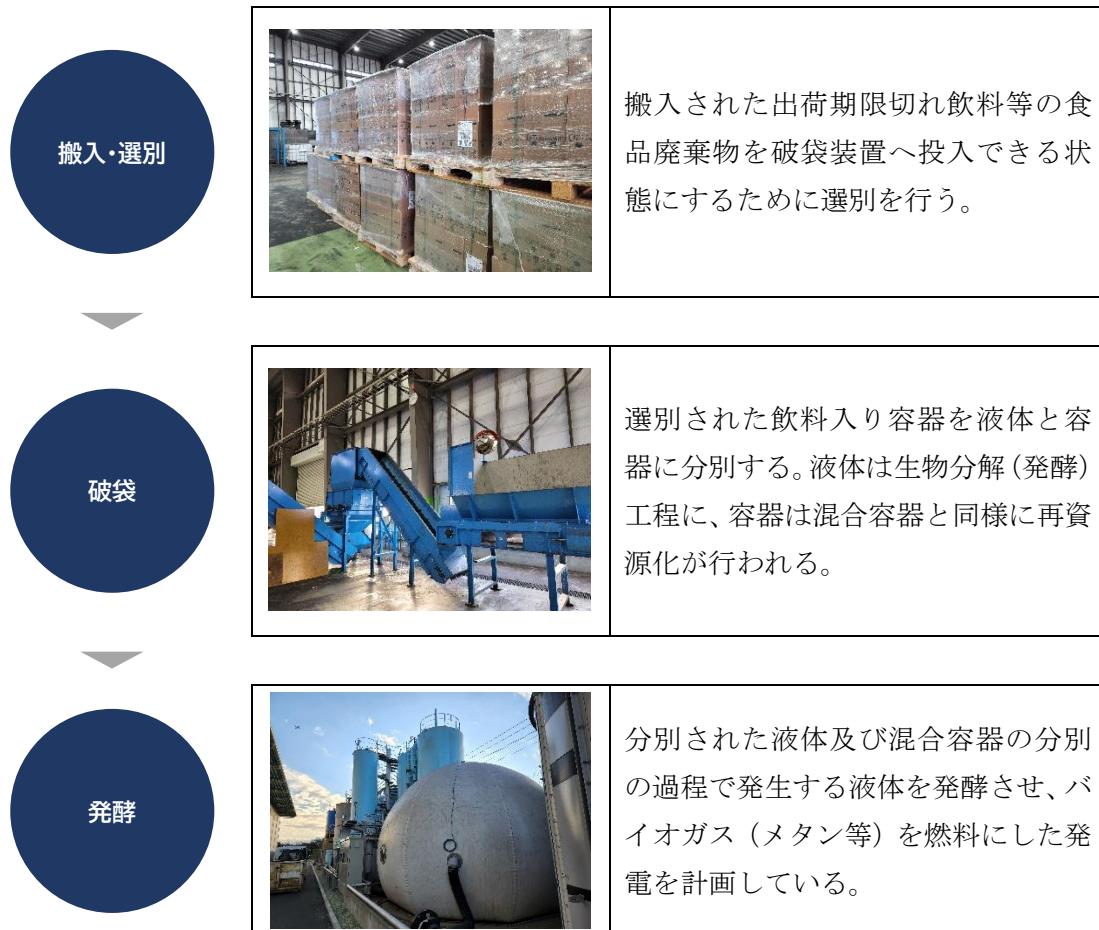 搬入・選別
搬入された出荷期限切れ飲料等の食
品廃棄物を破袋装置へ投入できる状
態にするために選別を行う。
破袋
選別された飲料入り容器を液体と容
器に分別する。液体は生物分解（発酵）
工程に、容器は混合容器と同様に再資
源化が行われる。
発酵
分別された液体及び混合容器の分別
の過程で発生する液体を発酵させ、バ
イオガス（メタン等）を燃料にした発
電を計画している。